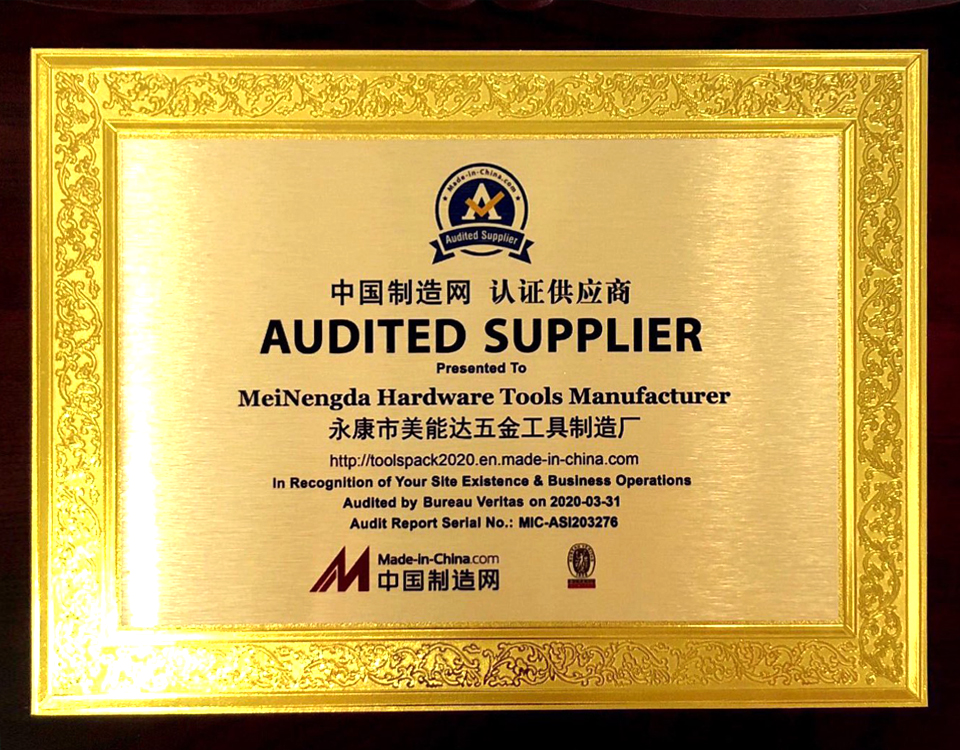 Made-in-China.com
A
Audited Supplier
中国制造网 认证供应商
AUDITED SUPPLIER
Presented To
MeiNengda Hardware Tools Manufacturer
永康市美能达五金工具制造厂
http://toolspack2020.en.made-in-china.com
In Recognition of Your Site Existence & Business Operations
Audited by Bureau Veritas on 2020-03-31
Audit Report Serial No.: MIC-ASI203276
Made-in-China.com
中国制造网